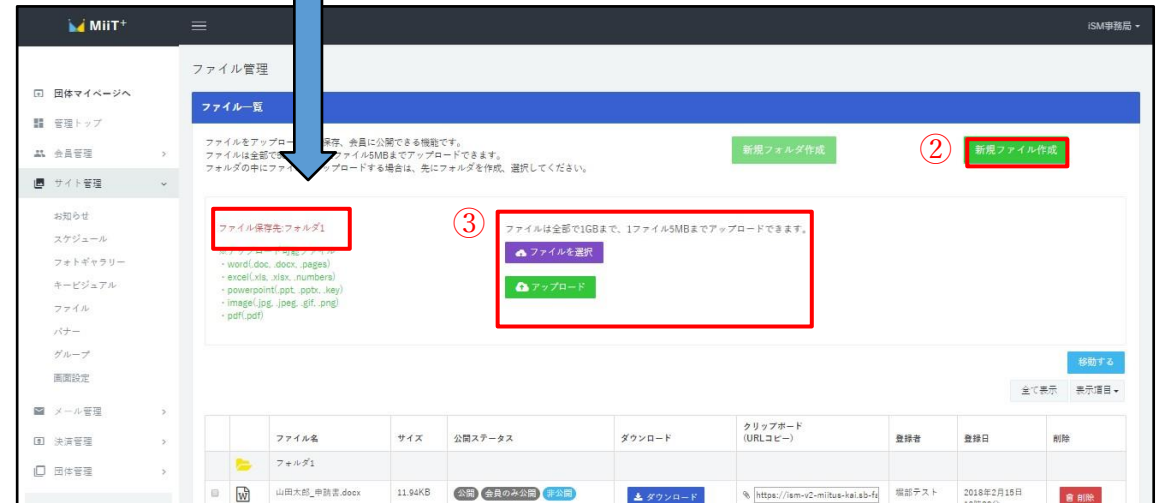 MiiT+
iSM事務局
ファイル管理
団体マイページへ
管理トップ
会員管理
サイト管理
お知らせ
スケジュール
フォトギャラリー
キービジュアル
ファイル
バナー
グループ
画面設定
メール管理
決済管理
団体管理
ファイル一覧
ファイルをアップロ 保存、会員に公開できる機能です。
ファイルは全部で ファイル5MBまでアップロードできます。
フォルダの中にファイ ップロードする場合は、先にフォルダを作成、選択してください。
新規フォルダ作成
②
新規ファイル作成
ファイル保存先:フォルダ1
・word(.doc, .docx, .pages)
・excel(.xls, .xlsx, .numbers)
・powerpoint(.ppt, .pptx, .key)
・image(.jpg, .jpeg, .gif, .png)
・pdf(.pdf)
③
ファイルは全部で1GBまで、1ファイル5MBまでアップロードできます。
ファイルを選択
アップロード
移動する
全て表示 表示項目
ファイル名 サイズ 公開ステータス ダウンロード クリップボード(URLコピー) 登録者 登録日 削除
フォルダ1
山田太郎_申請書.docx 11.94KB 公開 会員のみ公開 非公開 ダウンロード https://ism-v2-miitus-kai.sb-fa 堀部テスト 2018年2月15日 削除